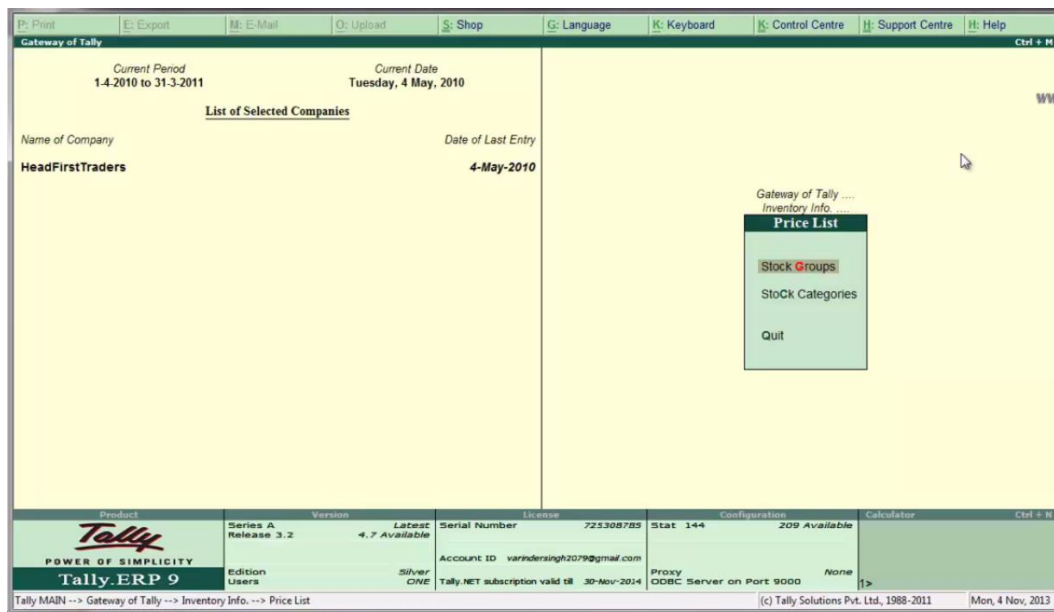 P: Print E: Export M: E-Mail O: Upload S: Shop G: Language K: Keyboard K: Control Centre H: Support Centre H: Help
Gateway of Tally Ctrl + M
Current Period Current Date
1-4-2010 to 31-3-2011 Tuesday, 4 May, 2010
List of Selected Companies
Name of Company Date of Last Entry
HeadFirstTraders 4-May-2010
Gateway of Tally ....
Inventory Info. ....
Price List
Stock Groups
StoCk Categories
Quit
Product Version License Configuration Calculator Ctrl + N
Tally
POWER OF SIMPLICITY
Tally.ERP 9
Series A Latest
Release 3.2 4.7 Available
Edition Silver
Users ONE
Serial Number 725308785
Account ID varindersingh2079@gmail.com
Tally.NET subscription valid till 30-Nov-2014
Stat 144 209 Available
Proxy None
ODBC Server on Port 9000
1>
Tally MAIN --> Gateway of Tally --> Inventory Info. --> Price List (c) Tally Solutions Pvt. Ltd., 1988-2011 Mon, 4 Nov, 2013